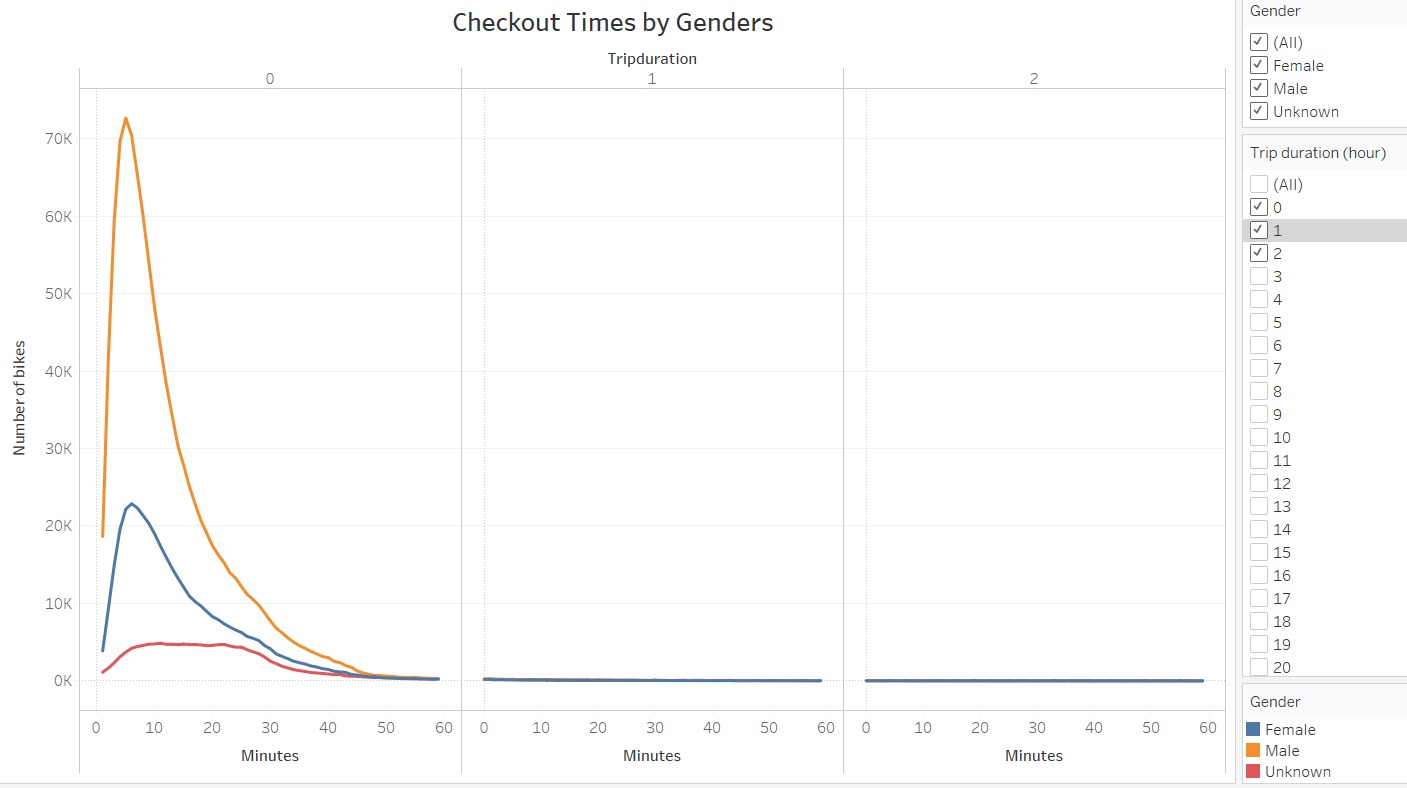 Checkout Times by Genders
Tripduration
0 1 2
70K
60K
50K
40K
30K
20K
10K
0K
Number of bikes
0 10 20 30 40 50 60 0 10 20 30 40 50 60 0 10 20 30 40 50 60
Minutes Minutes Minutes
Gender
(All)
Female
Male
Unknown
Trip duration (hour)
(All)
0
1
2
3
4
5
6
7
8
9
10
11
12
13
14
15
16
17
18
19
20
Gender
Female
Male
Unknown